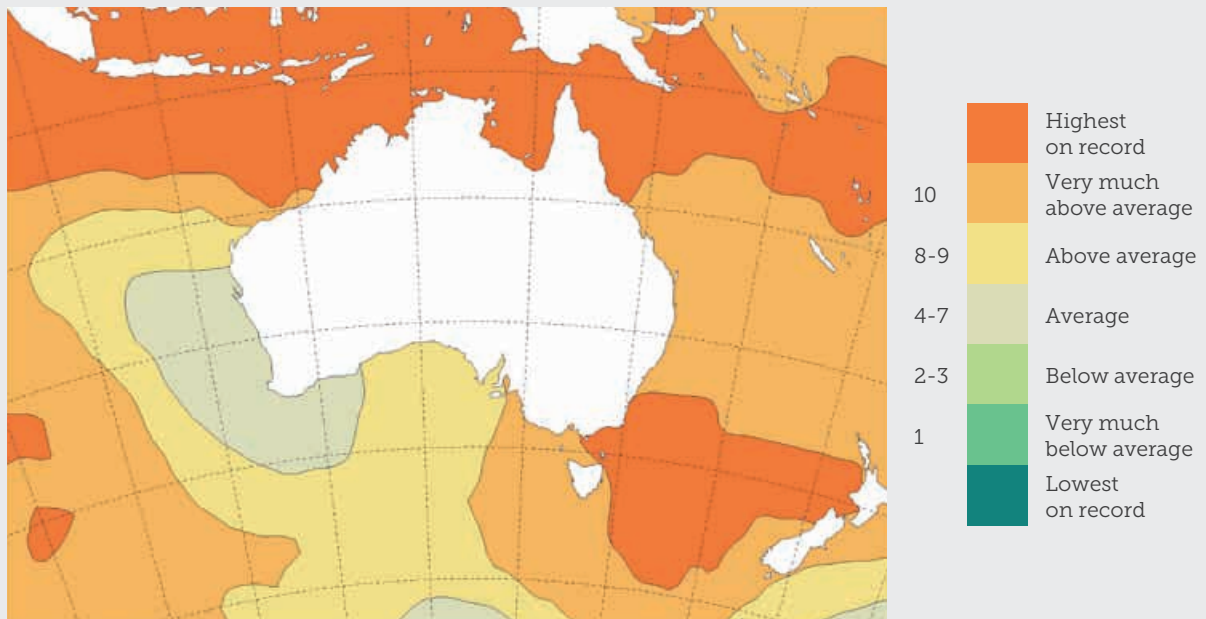 Highest
on record
10
Very much
above average
8-9
Above average
4-7
Average
2-3
Below average
1
Very much
below average
Lowest
on record